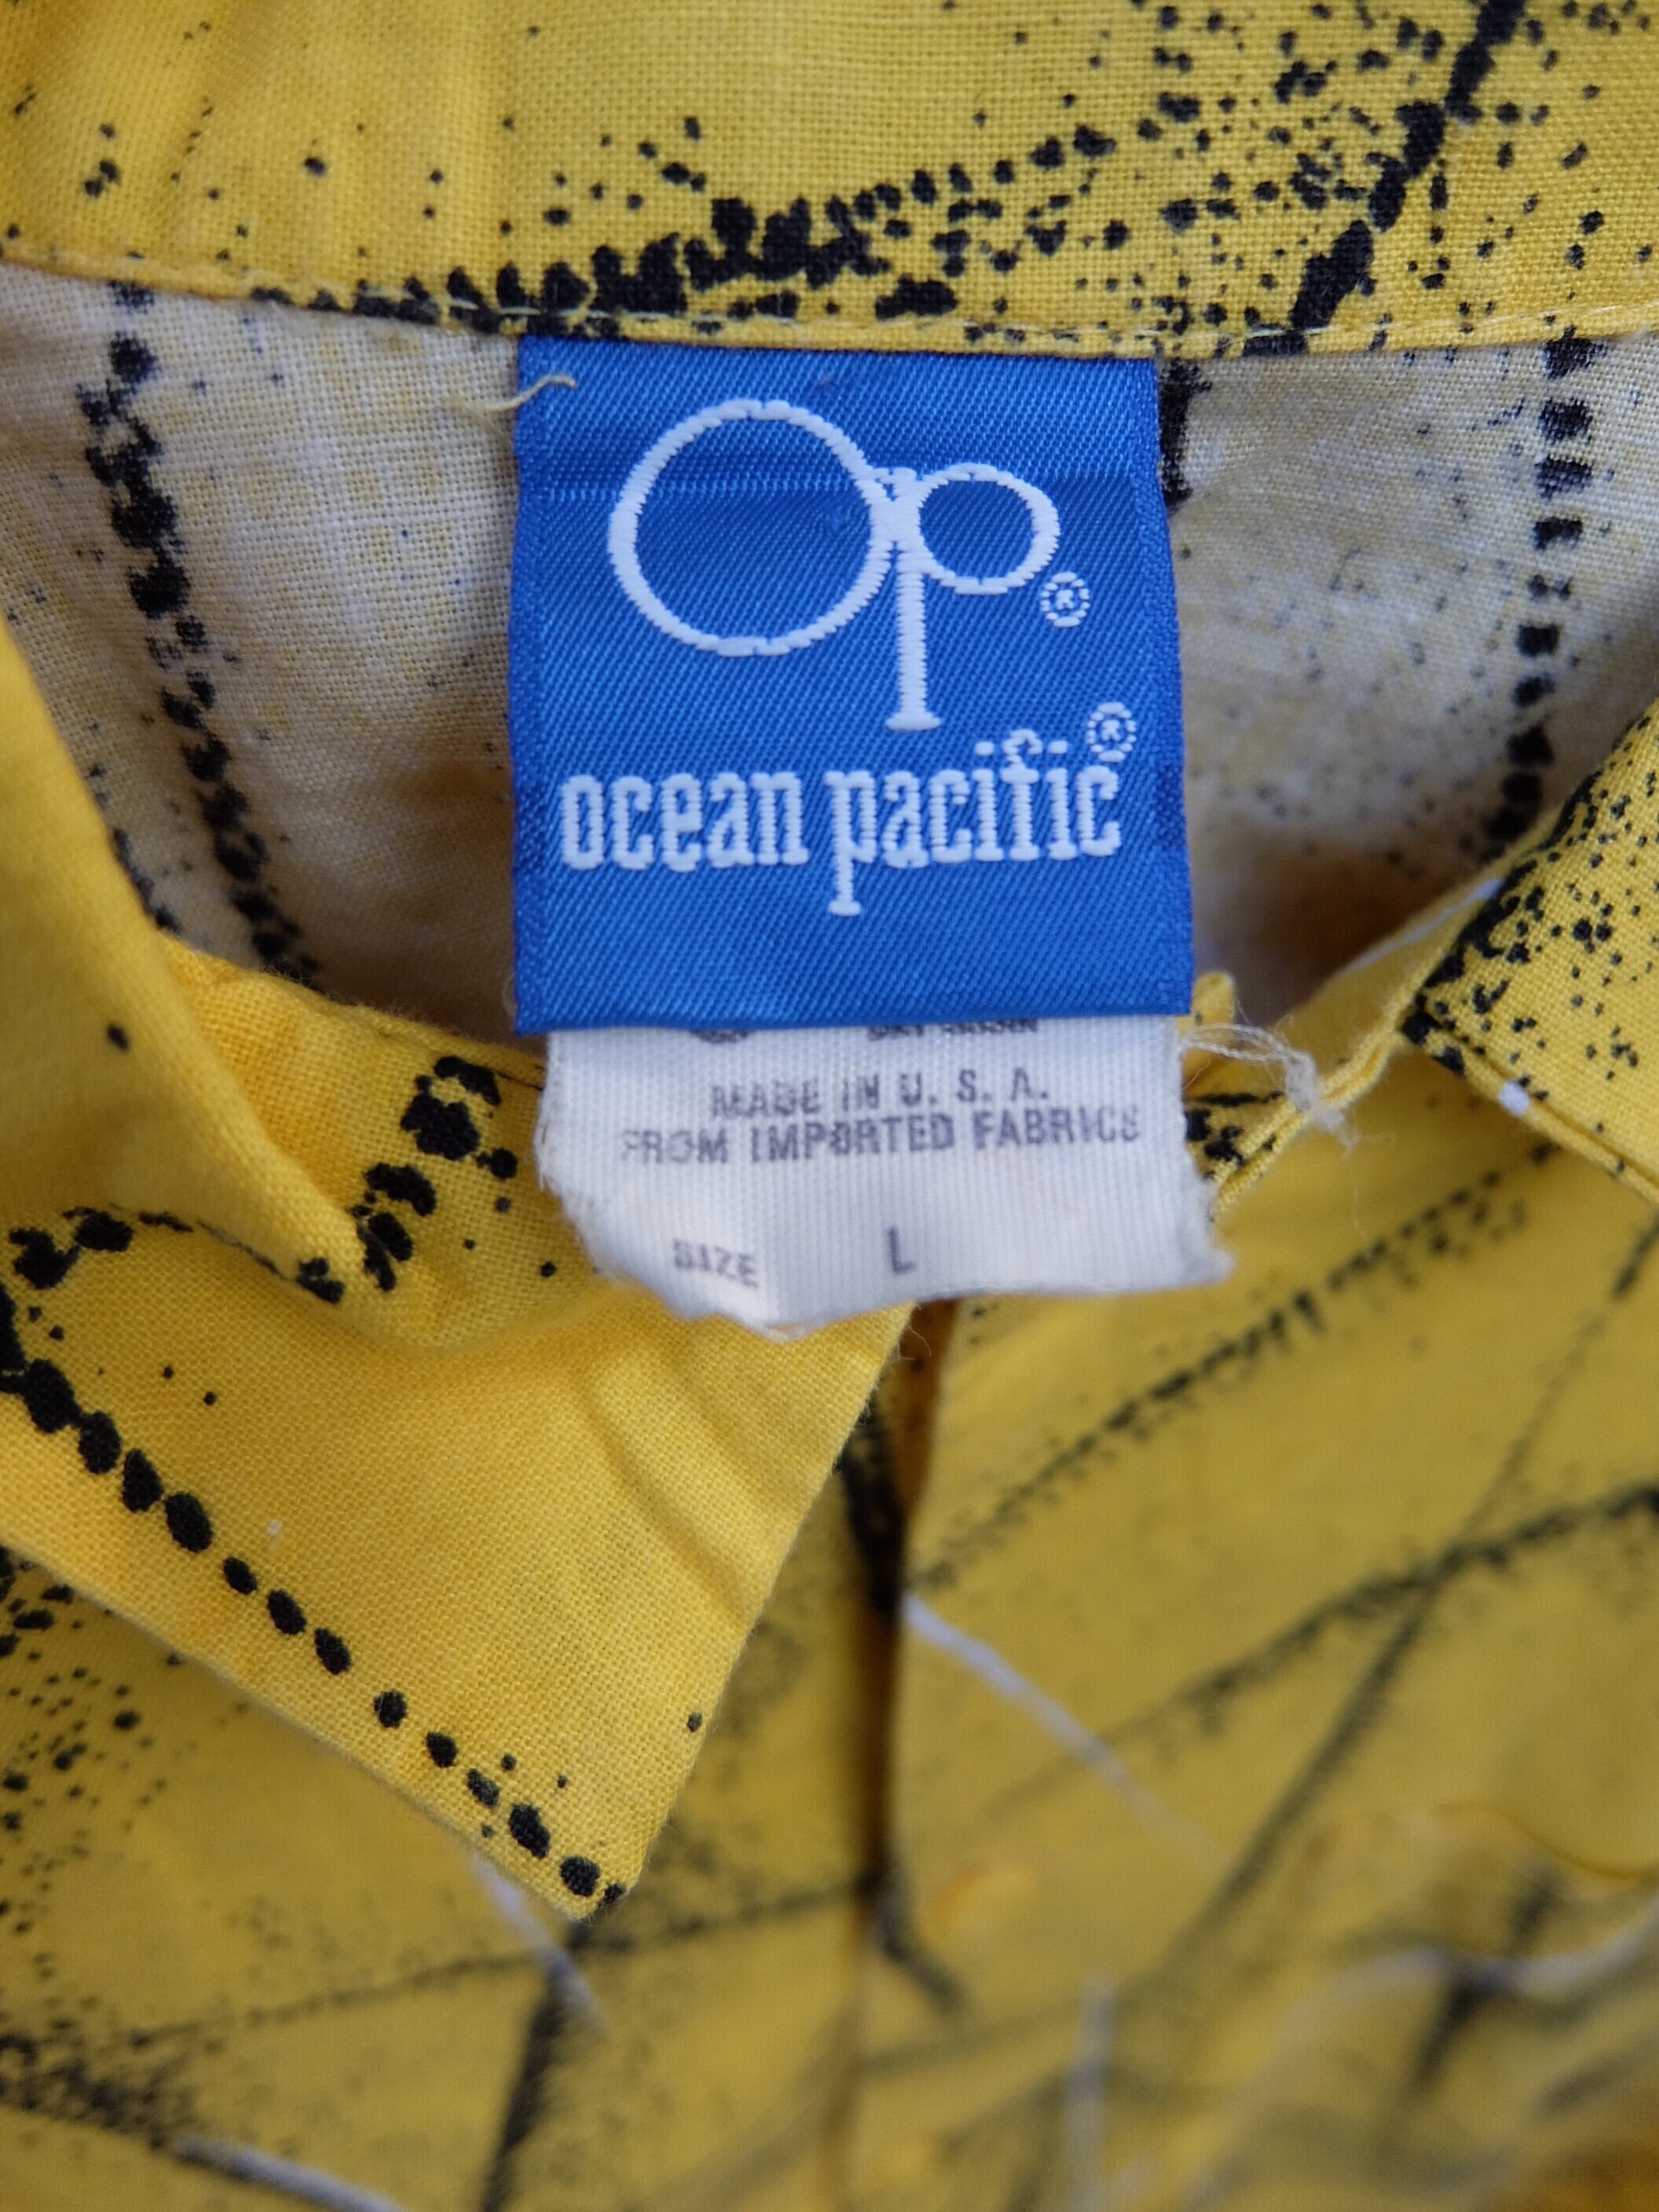 Op®
ocean pacific®
MADE IN U. S. A.
FROM IMPORTED FABRICS
SIZE L